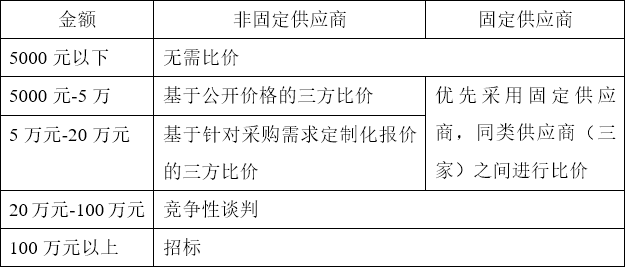 金额 非固定供应商 固定供应商
5000 元以下 无需比价
5000 元-5 万 基于公开价格的三方比价
5 万元-20 万元 基于针对采购需求定制化报价
的三方比价
优先采用固定供应
商，同类供应商（三
家）之间进行比价
20 万元-100 万元 竞争性谈判
100 万元以上 招标